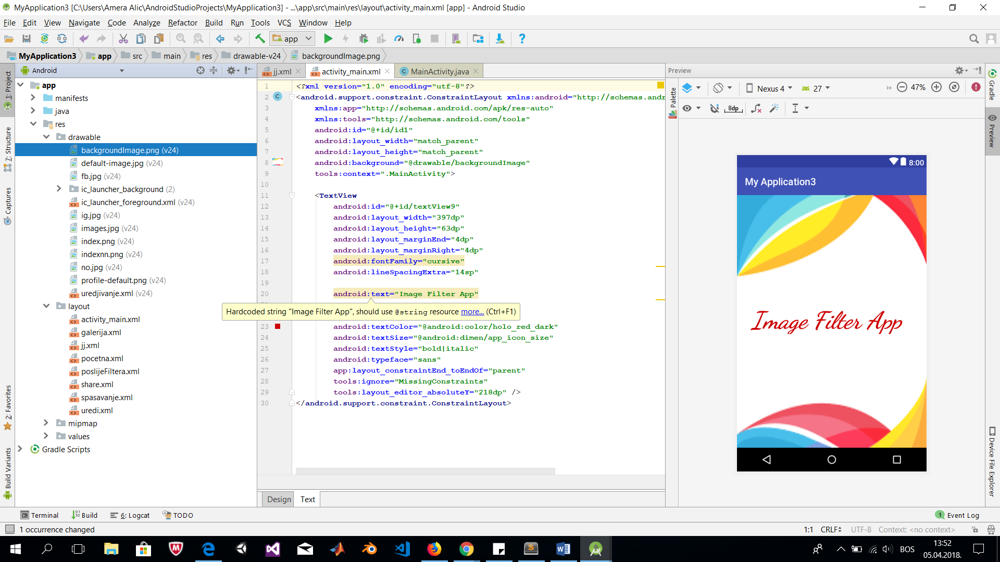 MyApplication3 [C:\Users\Amera Alic\AndroidStudioProjects\MyApplication3] - ...\app\src\main\res\layout\activity_main.xml [app] - Android Studio
File Edit View Navigate Code Analyze Refactor Build Run Tools VCS Window Help
app
MyApplication3 app src main res drawable-v24 backgroundImage.png
Android
jj.xml activity_main.xml MainActivity.java
Preview
1: Project
7: Structure
Captures
2: Favorites
Build Variants
app
manifests
java
res
drawable
backgroundImage.png (v24)
default-image.jpg (v24)
fb.jpg (v24)
ic_launcher_background (2)
ic_launcher_foreground.xml (v24)
ig.jpg (v24)
images.jpg (v24)
index.png (v24)
indexnn.png (v24)
no.jpg (v24)
profile-default.png (v24)
uredjivanje.xml (v24)
layout
activity_main.xml
galerija.xml
jj.xml
pocetna.xml
poslijeFiltera.xml
share.xml
spasavanje.xml
uredi.xml
mipmap
values
Gradle Scripts
1 <?xml version="1.0" encoding="utf-8"?>
2 <android.support.constraint.ConstraintLayout xmlns:android="http://schemas.andr
3 xmlns:app="http://schemas.android.com/apk/res-auto"
4 xmlns:tools="http://schemas.android.com/tools"
5 android:id="@+id/id1"
6 android:layout_width="match_parent"
7 android:layout_height="match_parent"
8 android:background="@drawable/backgroundImage"
9 tools:context=".MainActivity">
10
11 <TextView
12 android:id="@+id/textView9"
13 android:layout_width="397dp"
14 android:layout_height="63dp"
15 android:layout_marginEnd="4dp"
16 android:layout_marginRight="4dp"
17 android:fontFamily="cursive"
18 android:lineSpacingExtra="14sp"
19
20 android:text="Image Filter App"
Hardcoded string "Image Filter App", should use @string resource more... (Ctrl+F1)
23 android:textColor="@android:color/holo_red_dark"
24 android:textSize="@android:dimen/app_icon_size"
25 android:textStyle="bold|italic"
26 android:typeface="sans"
27 app:layout_constraintEnd_toEndOf="parent"
28 tools:ignore="MissingConstraints"
29 tools:layout_editor_absoluteY="218dp" />
30 </android.support.constraint.ConstraintLayout>
Design Text
Palette
Nexus 4 27 47%
8dp
8:00
My Application3
Image Filter App
Gradle
Preview
Device File Explorer
Terminal Build 6: Logcat TODO
1 Event Log
1 occurrence changed
1:1 CRLF UTF-8 Context: <no context>
BOS
13:52
05.04.2018.